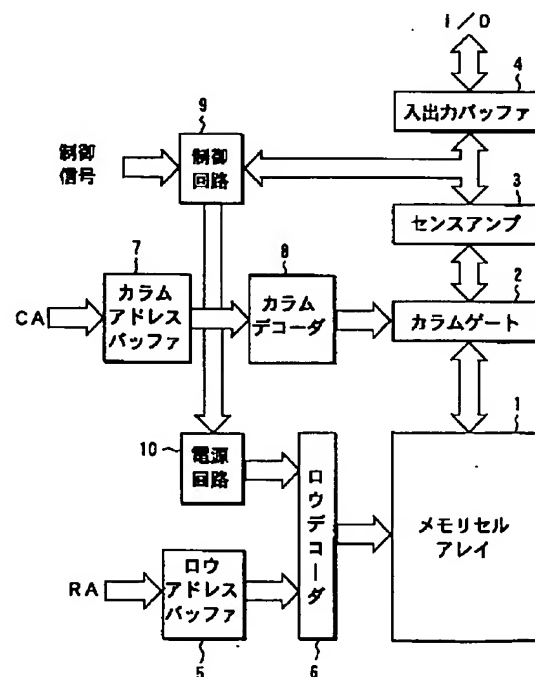 I/O
4
入出力バッファ
9
制御
信号
制御
回路
3
センスアンプ
7
8
2
CA
カラム
アドレス
バッファ
カラム
デコーダ
カラムゲート
1
10
電源
回路
ロウデコーダ
メモリセル
アレイ
RA
ロウ
アドレス
バッファ
5
6